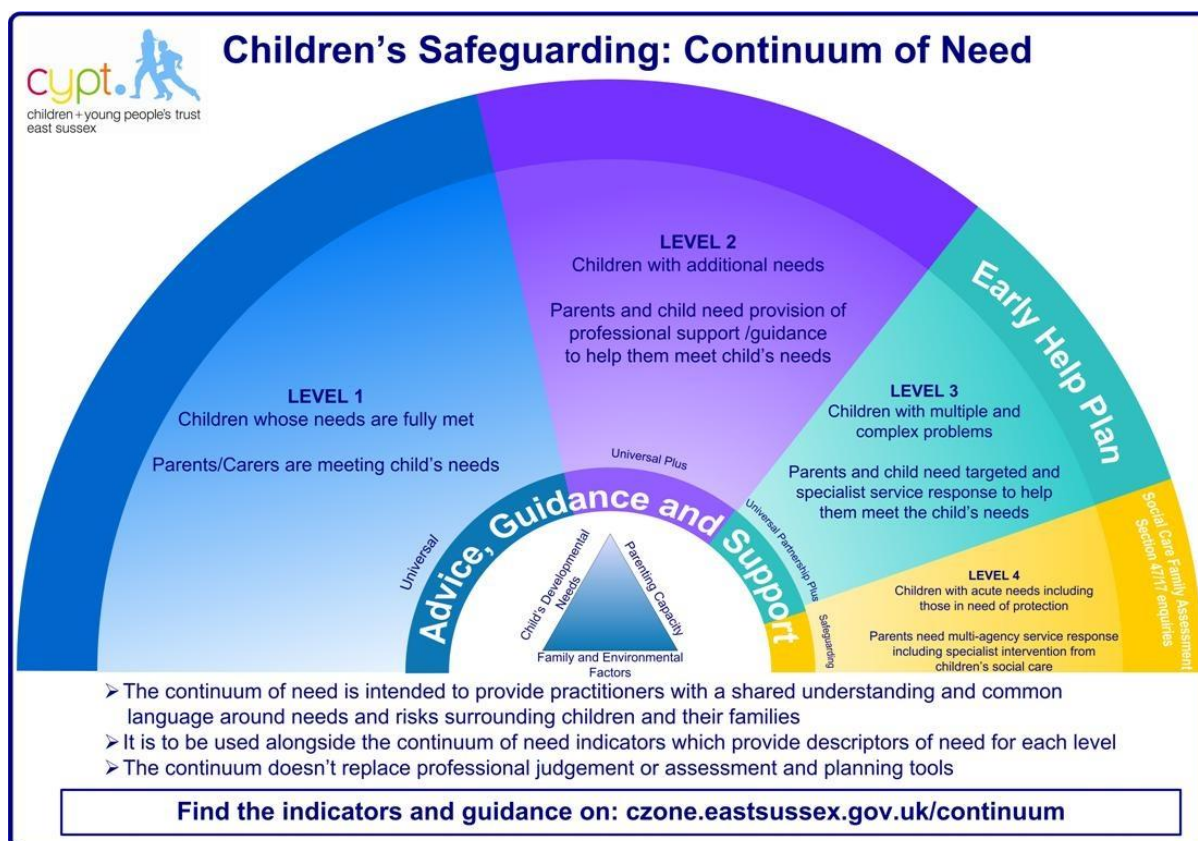 cypt.
children + young people's trust
east sussex
Children's Safeguarding: Continuum of Need
LEVEL 1
Children whose needs are fully met
Parents/Carers are meeting child's needs
Universal
LEVEL 2
Children with additional needs
Parents and child need provision of
professional support /guidance
to help them meet child's needs
Universal Plus
Early Help Plan
LEVEL 3
Children with multiple and
complex problems
Parents and child need targeted and
specialist service response to help
them meet the child's needs
Universal Partnership Plus
Social Care Family Assessment
Section 47/17 enquiries
LEVEL 4
Children with acute needs including
those in need of protection
Parents need multi-agency service response
including specialist intervention from
children's social care
Safeguarding
Advice, Guidance and Support
Child's Developmental
Needs
Parenting Capacity
Family and Environmental
Factors
➢ The continuum of need is intended to provide practitioners with a shared understanding and common
language around needs and risks surrounding children and their families
➢ It is to be used alongside the continuum of need indicators which provide descriptors of need for each level
➢ The continuum doesn't replace professional judgement or assessment and planning tools
Find the indicators and guidance on: czone.eastsussex.gov.uk/continuum